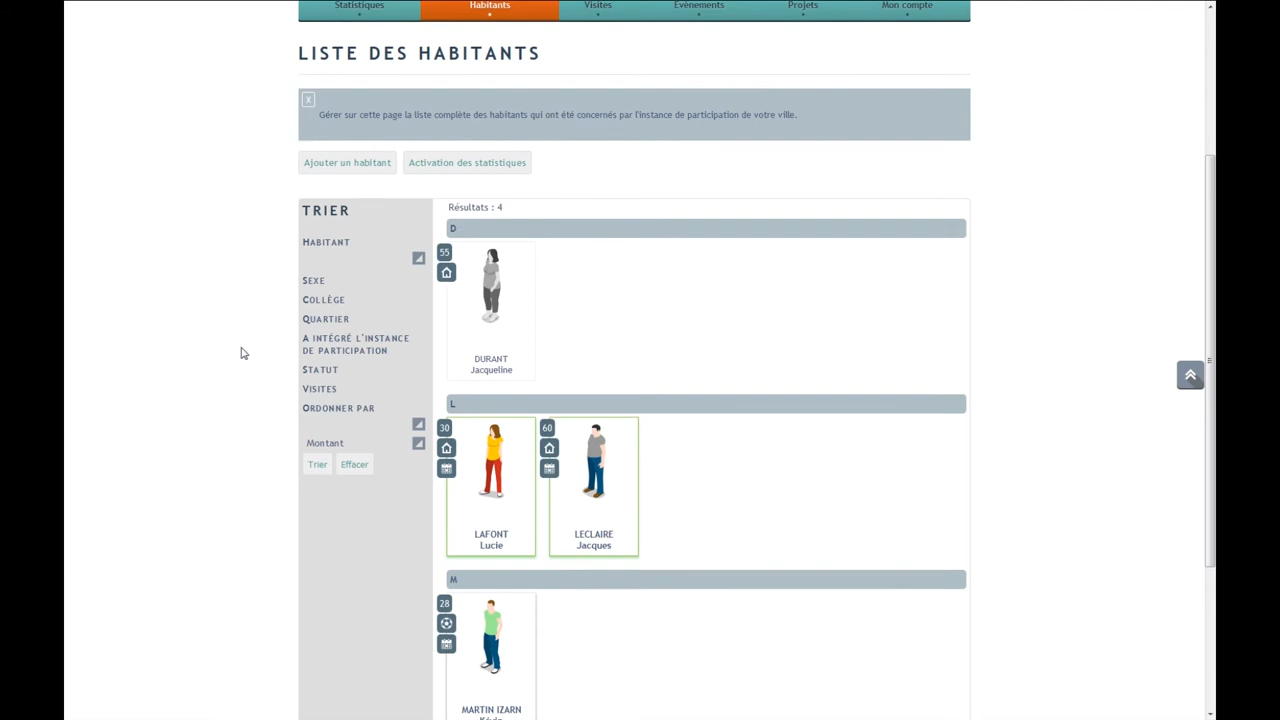 Statistiques
Habitants
Visites
Evènements
Projets
Mon compte
LISTE DES HABITANTS
X
Gérer sur cette page la liste complète des habitants qui ont été concernés par l'instance de participation de votre ville.
Ajouter un habitant
Activation des statistiques
TRIER
HABITANT
SEXE
COLLÈGE
QUARTIER
A INTÉGRÉ L'INSTANCE
DE PARTICIPATION
STATUT
VISITES
ORDONNER PAR
Montant
Trier
Effacer
Résultats : 4
D
55
DURANT
Jacqueline
L
30
LAFONT
Lucie
60
LECLAIRE
Jacques
M
28
MARTIN IZARN
Kévin